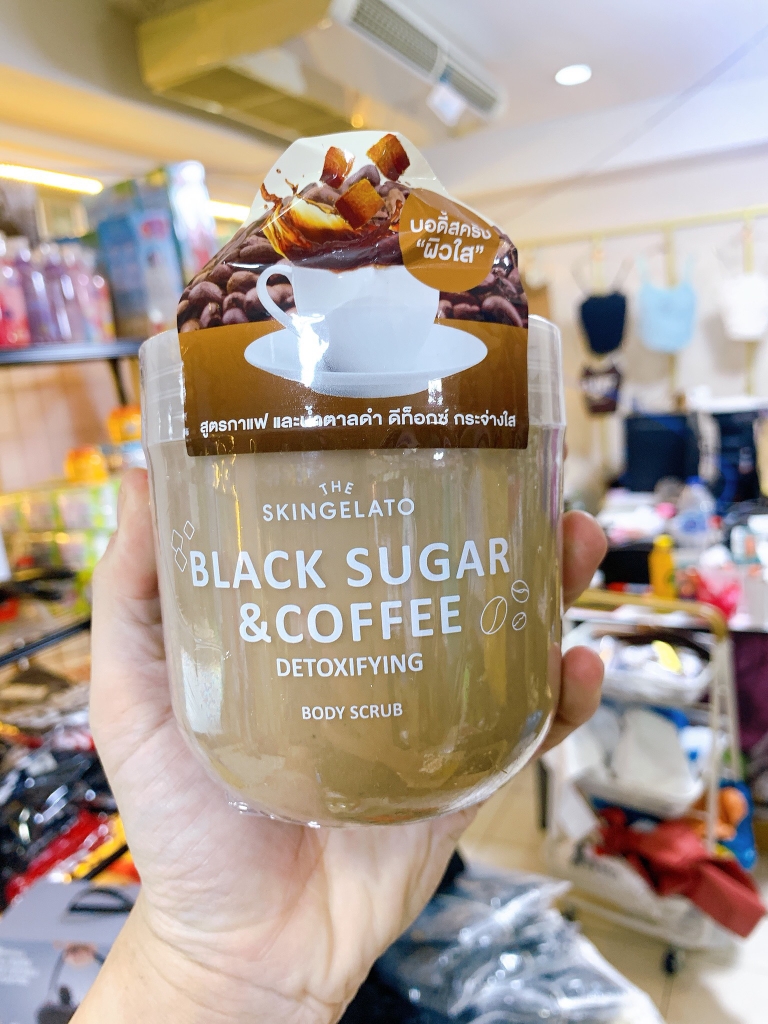 บอดี้สครับ
“ผิวใส”
สูตรกาแฟ และน้ำตาลดำ ดีท็อกซ์ กระจ่างใส
THE
SKINGELATO
BLACK SUGAR
&COFFEE
DETOXIFYING
BODY SCRUB